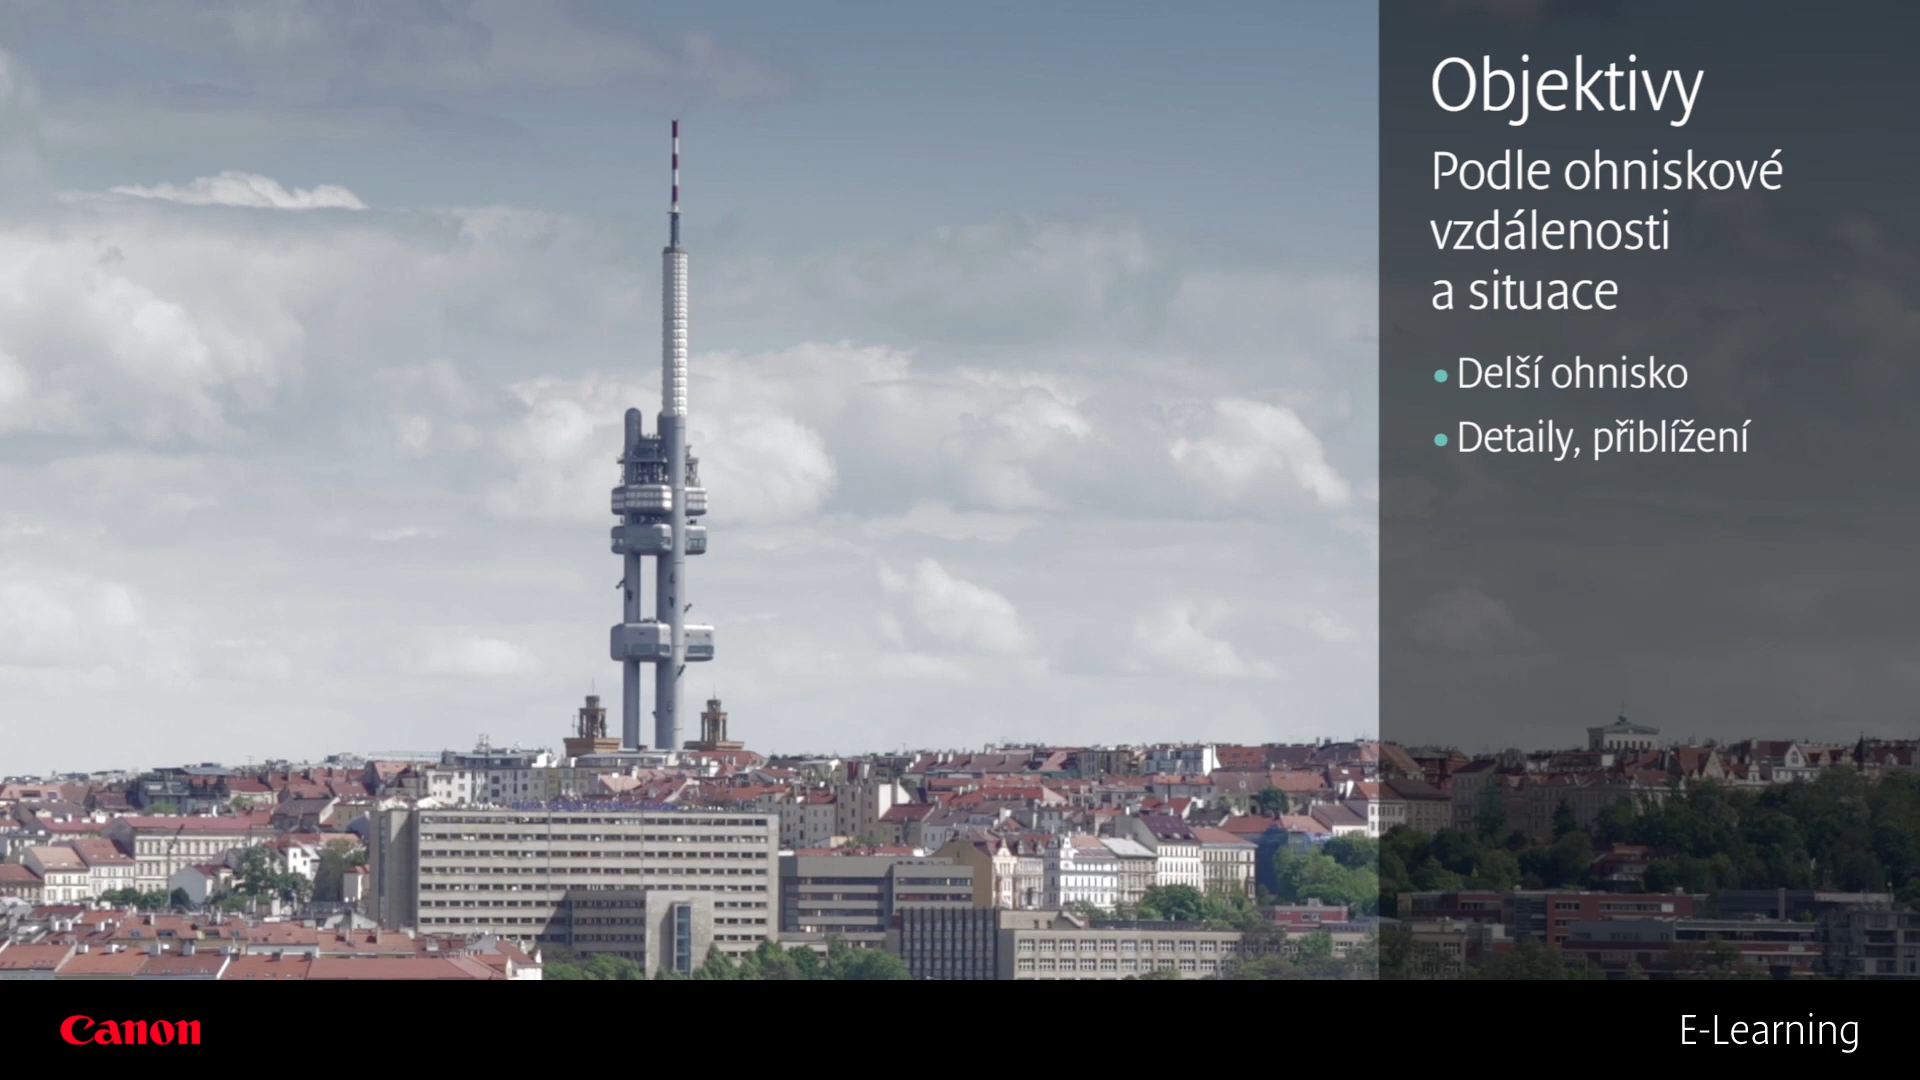 Objektivy
Podle ohniskové
vzdálenosti
a situace
• Delší ohnisko
• Detaily, přiblížení
Canon
E-Learning